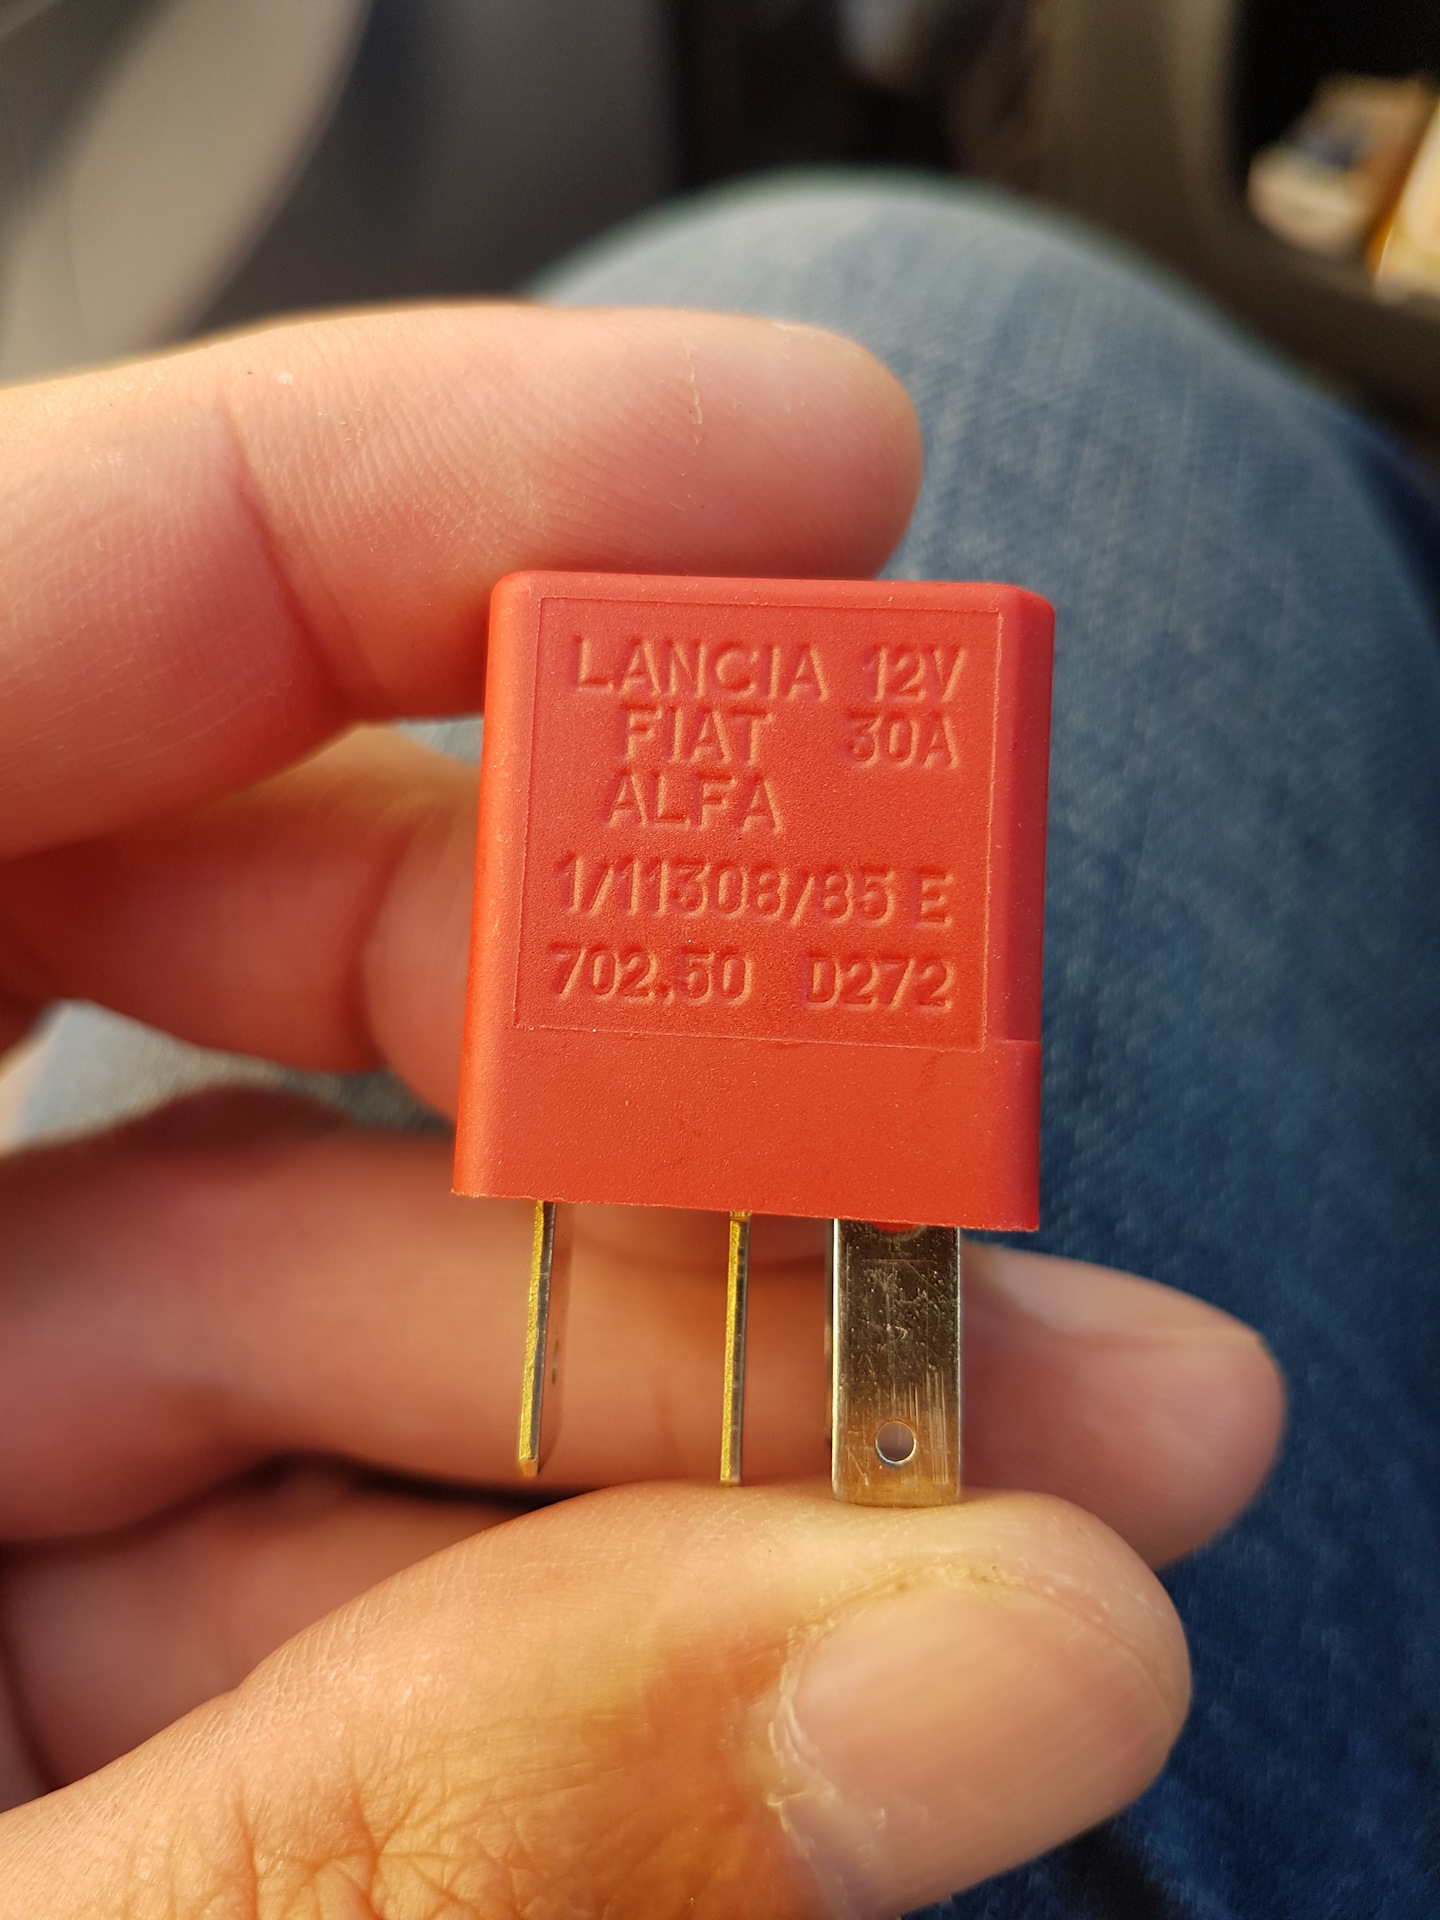 LANCIA 12V
FIAT 30A
ALFA
1/11308/85 E
702.50 D272